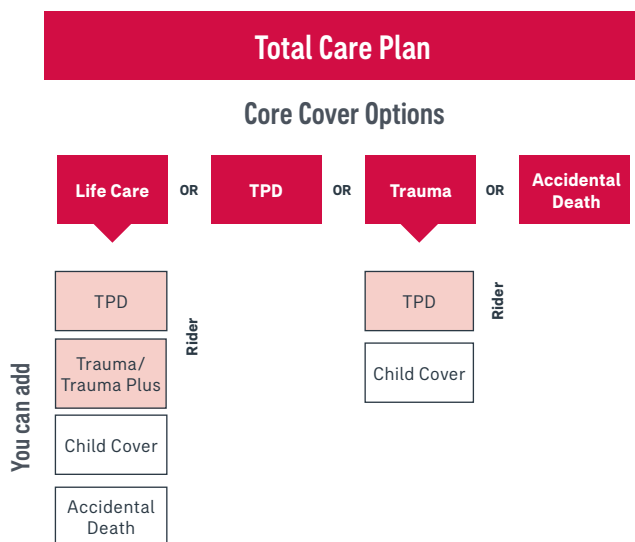 Total Care Plan
Core Cover Options
Life Care
OR
TPD
OR
Trauma
OR
Accidental
Death
You can add
TPD
Trauma/
Trauma Plus
Rider
Child Cover
Accidental
Death
TPD
Rider
Child Cover